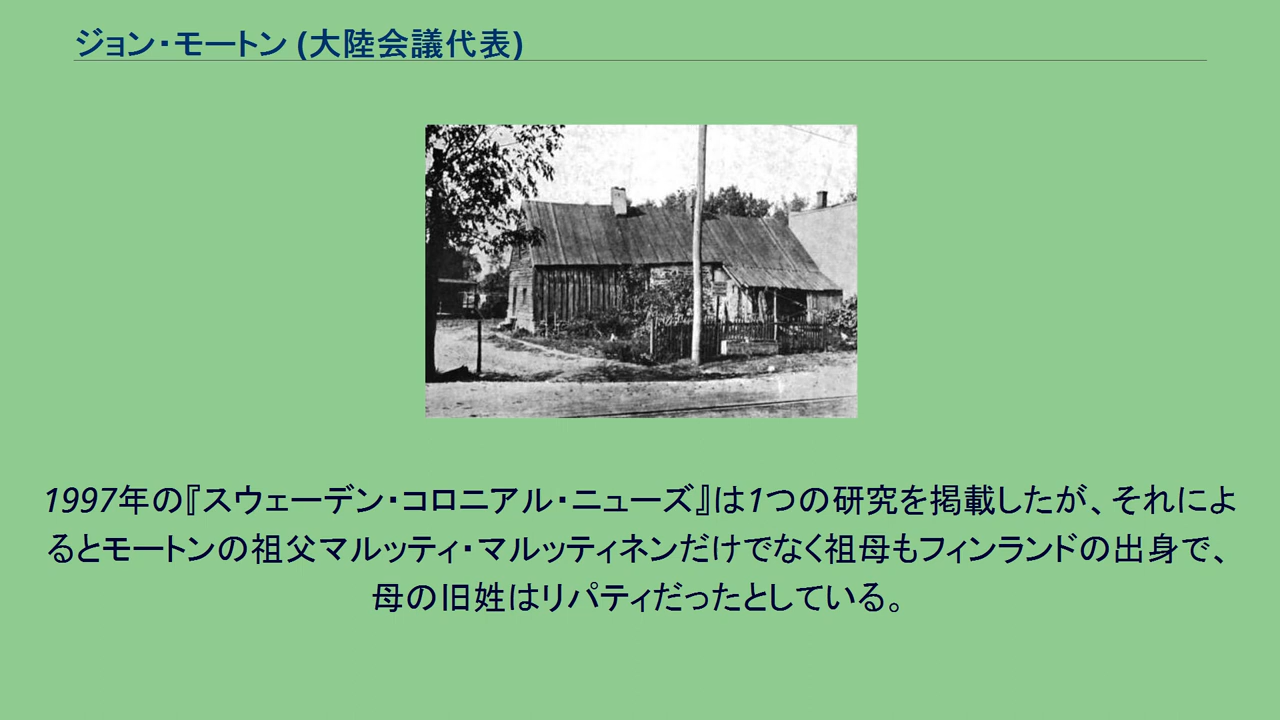 ジョン・モートン (大陸会議代表)
1997年の『スウェーデン・コロニアル・ニューズ』は1つの研究を掲載したが、それによ
るとモートンの祖父マルッティ・マルッティネンだけでなく祖母もフィンランドの出身で、
母の旧姓はリパティだったとしている。